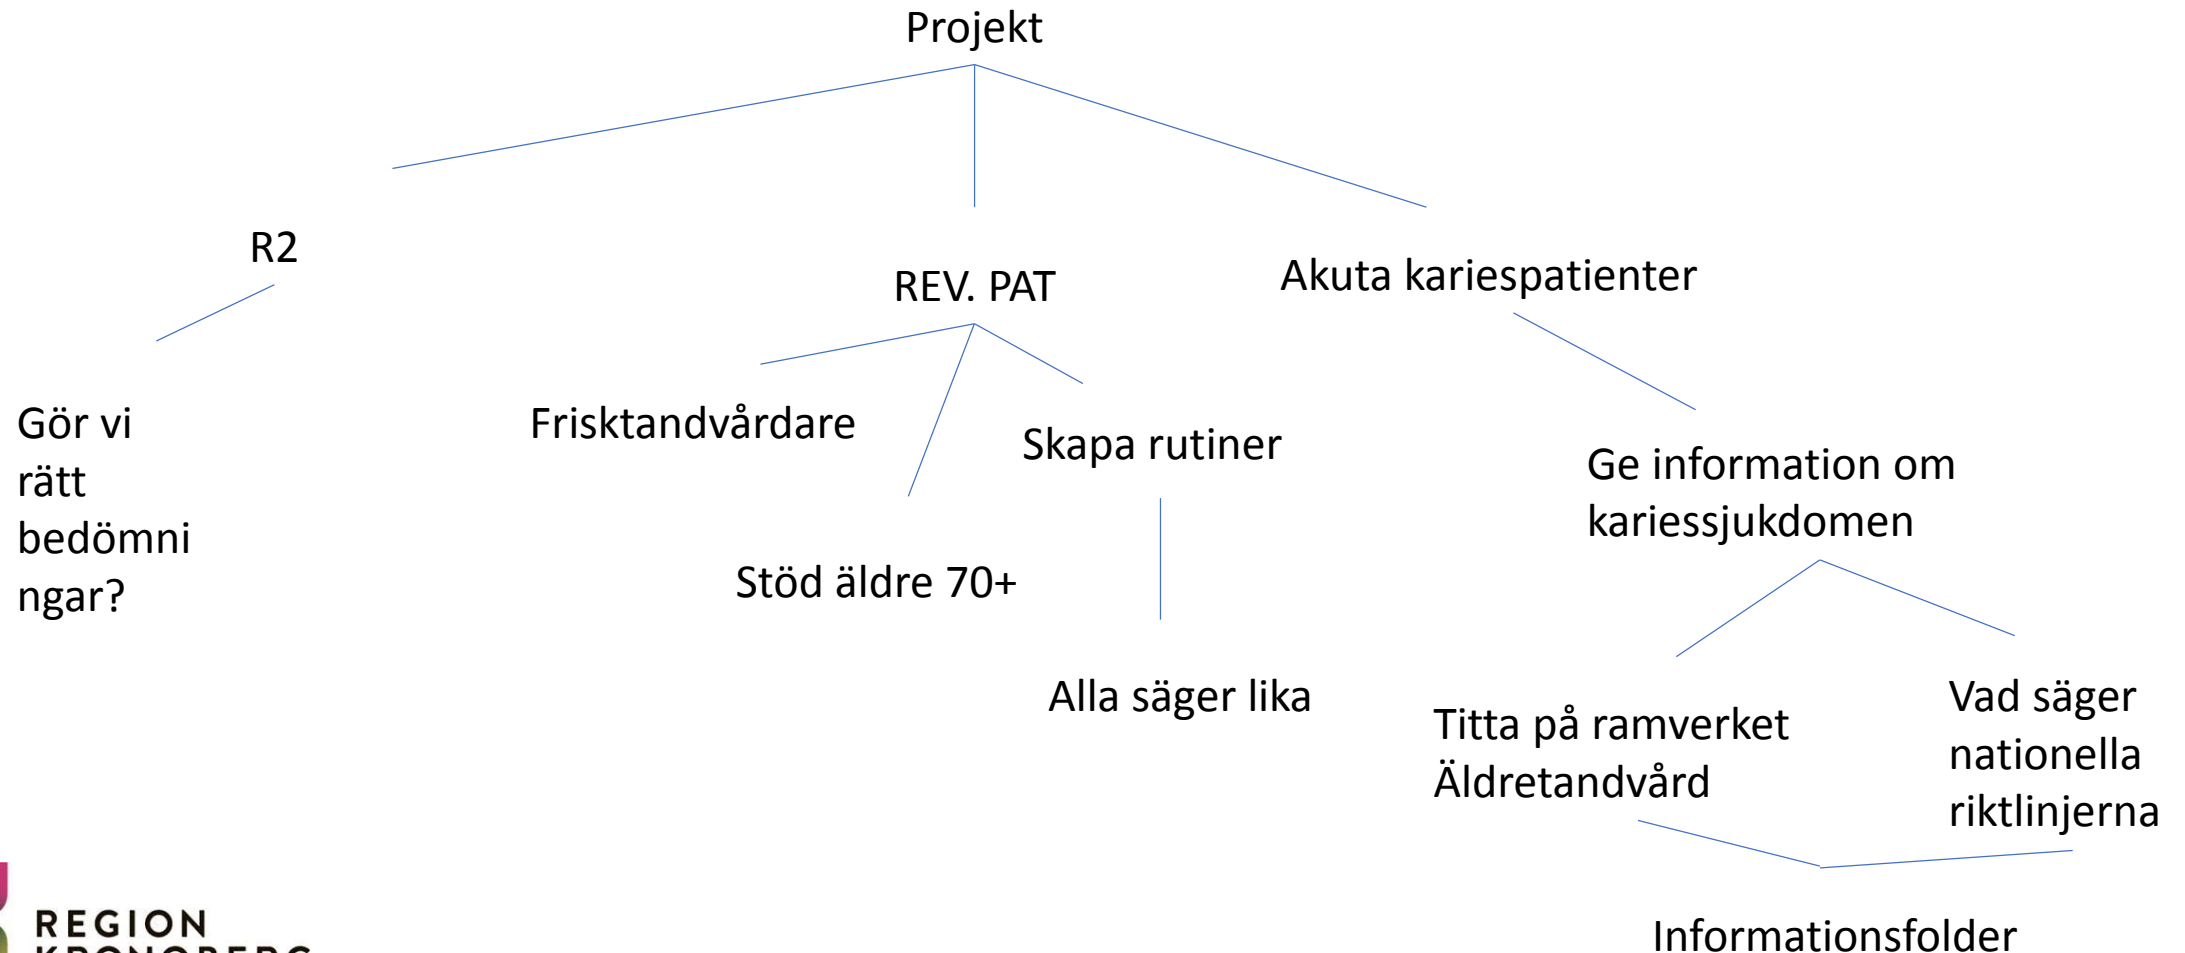 Projekt
R2
REV. PAT
Akuta kariespatienter
Gör vi
rätt
bedömni
ngar?
Frisktandvårdare
Skapa rutiner
Ge information om
kariessjukdomen
Stöd äldre 70+
Alla säger lika
Titta på ramverket
Äldretandvård
Vad säger
nationella
riktlinjerna
Informationsfolder
REGION
KRONOBERG